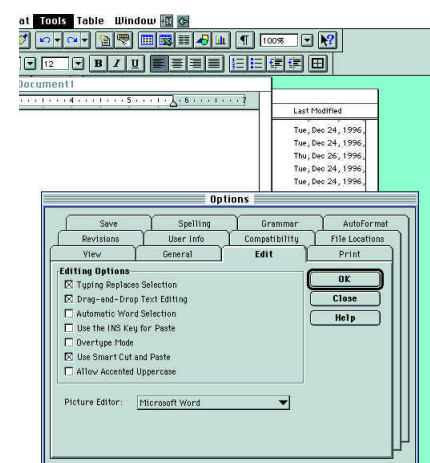 at Tools Table Window
100%
12 B I U
Document1
4 5 6 7
Last Modified
Tue, Dec 24, 1996,
Tue, Dec 24, 1996,
Thu, Dec 26, 1996,
Tue, Dec 24, 1996,
Tue, Dec 24, 1996,
Options
Save Spelling Grammar AutoFormat
Revisions User Info Compatibility File Locations
View General Edit Print
Editing Options
Typing Replaces Selection
Drag-and-Drop Text Editing
Automatic Word Selection
Use the INS Key for Paste
Overtype Mode
Use Smart Cut and Paste
Allow Accented Uppercase
OK
Close
Help
Picture Editor: Microsoft Word